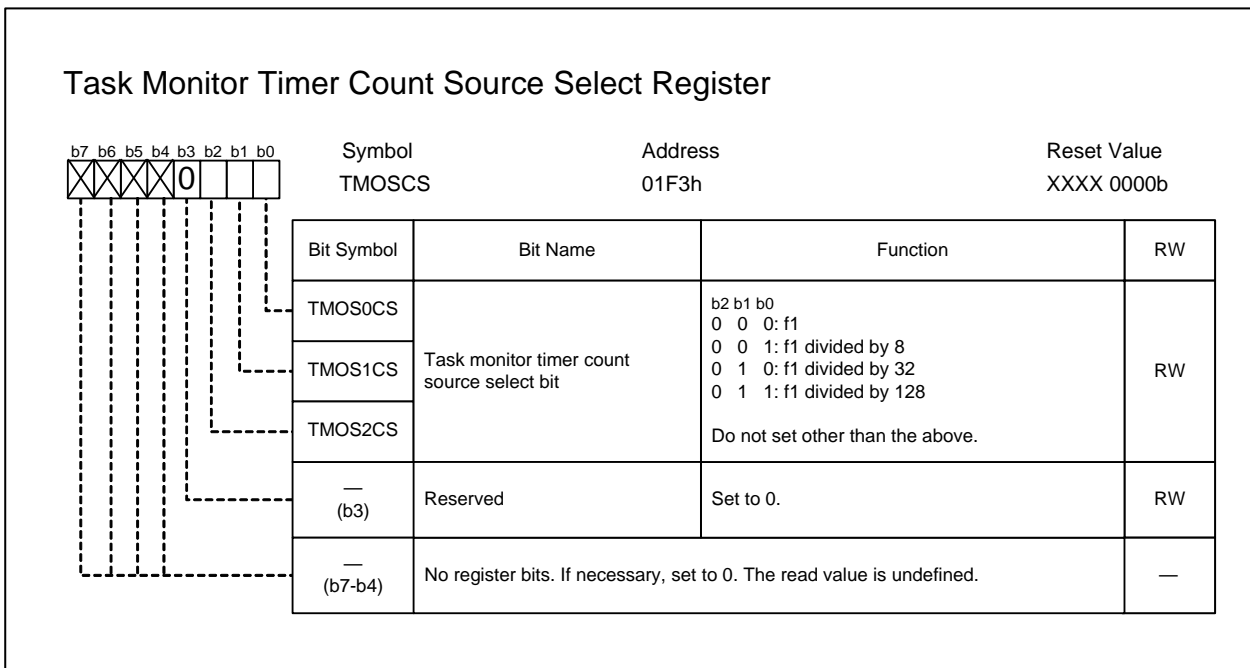 Task Monitor Timer Count Source Select Register
b7 b6 b5 b4 b3 b2 b1 b0
Symbol Address Reset Value
0
TMOSCS 01F3h XXXX 0000b
Bit Symbol Bit Name Function RW
TMOS0CS
TMOS1CS
TMOS2CS
Task monitor timer count
source select bit
b2 b1 b0
0 0 0: f1
0 0 1: f1 divided by 8
0 1 0: f1 divided by 32
0 1 1: f1 divided by 128
Do not set other than the above.
RW
—
(b3)
Reserved
Set to 0.
RW
—
(b7-b4)
No register bits. If necessary, set to 0. The read value is undefined.
—